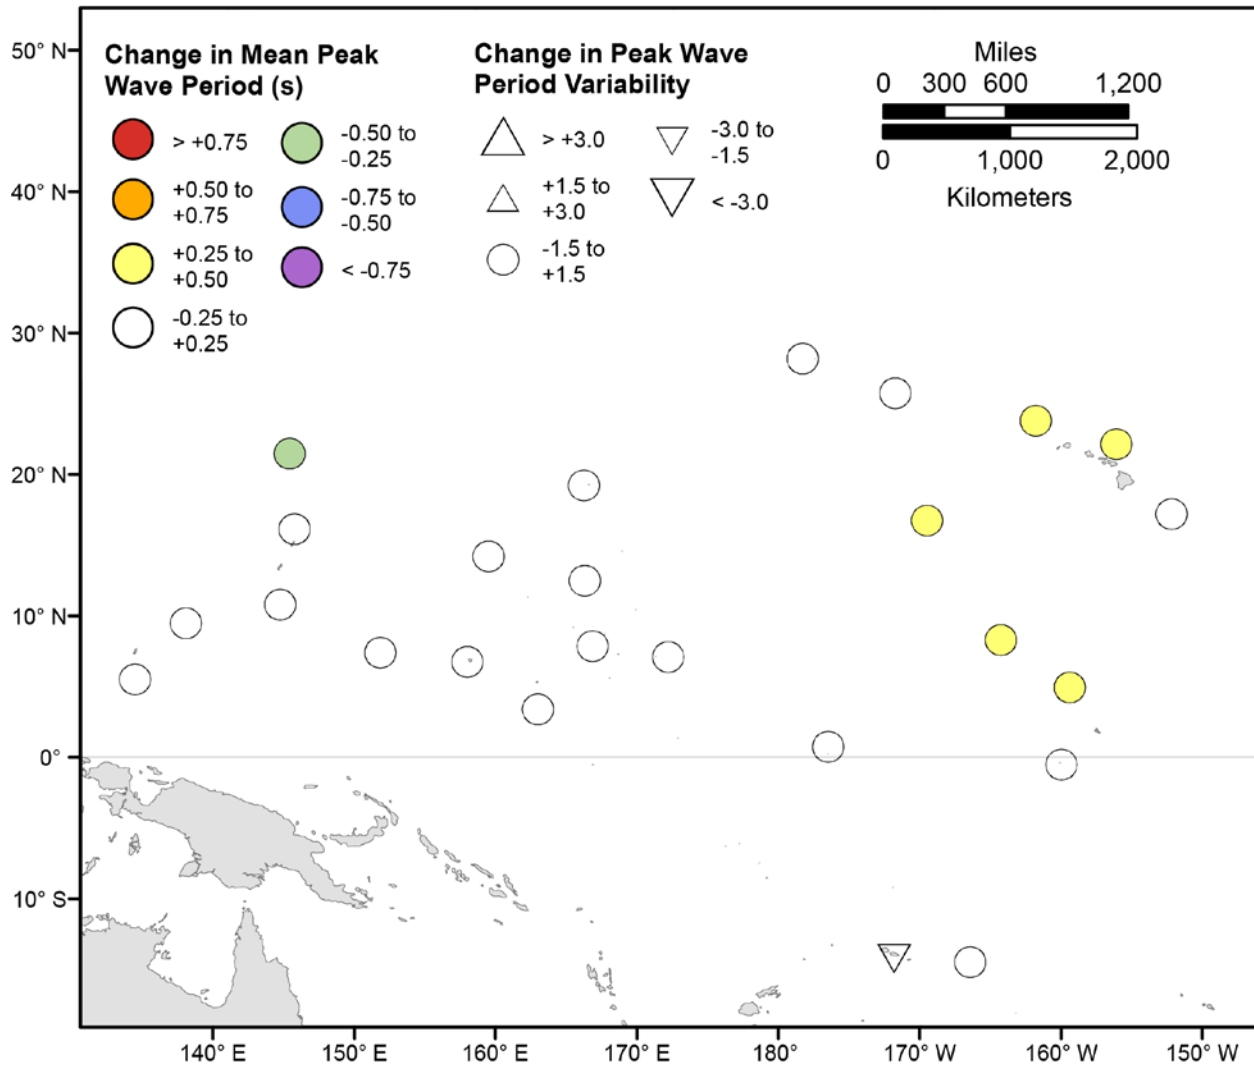 50° N
40° N
30° N
20° N
10° N
0°
10° S
Change in Mean Peak
Wave Period (s)
> +0.75
+0.50 to
+0.75
+0.25 to
+0.50
-0.25 to
+0.25
-0.50 to
-0.25
-0.75 to
-0.50
< -0.75
Change in Peak Wave
Period Variability
> +3.0
+1.5 to
+3.0
-1.5 to
+1.5
-3.0 to
-1.5
< -3.0
Miles
0 300 600 1,200
0 1,000 2,000
Kilometers
140° E 150° E 160° E 170° E 180° 170° W 160° W 150° W